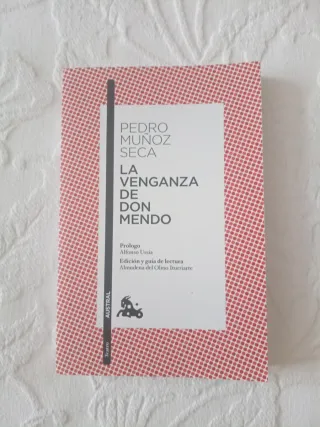 PEDRO
MUÑOZ
SECA
LA
VENGANZA
DE
DON
MENDO
Prólogo
Alfonso Ussía
Edición y guía de lectura
Almudena del Olmo Iturriarte
AUSTRAL
Teatro